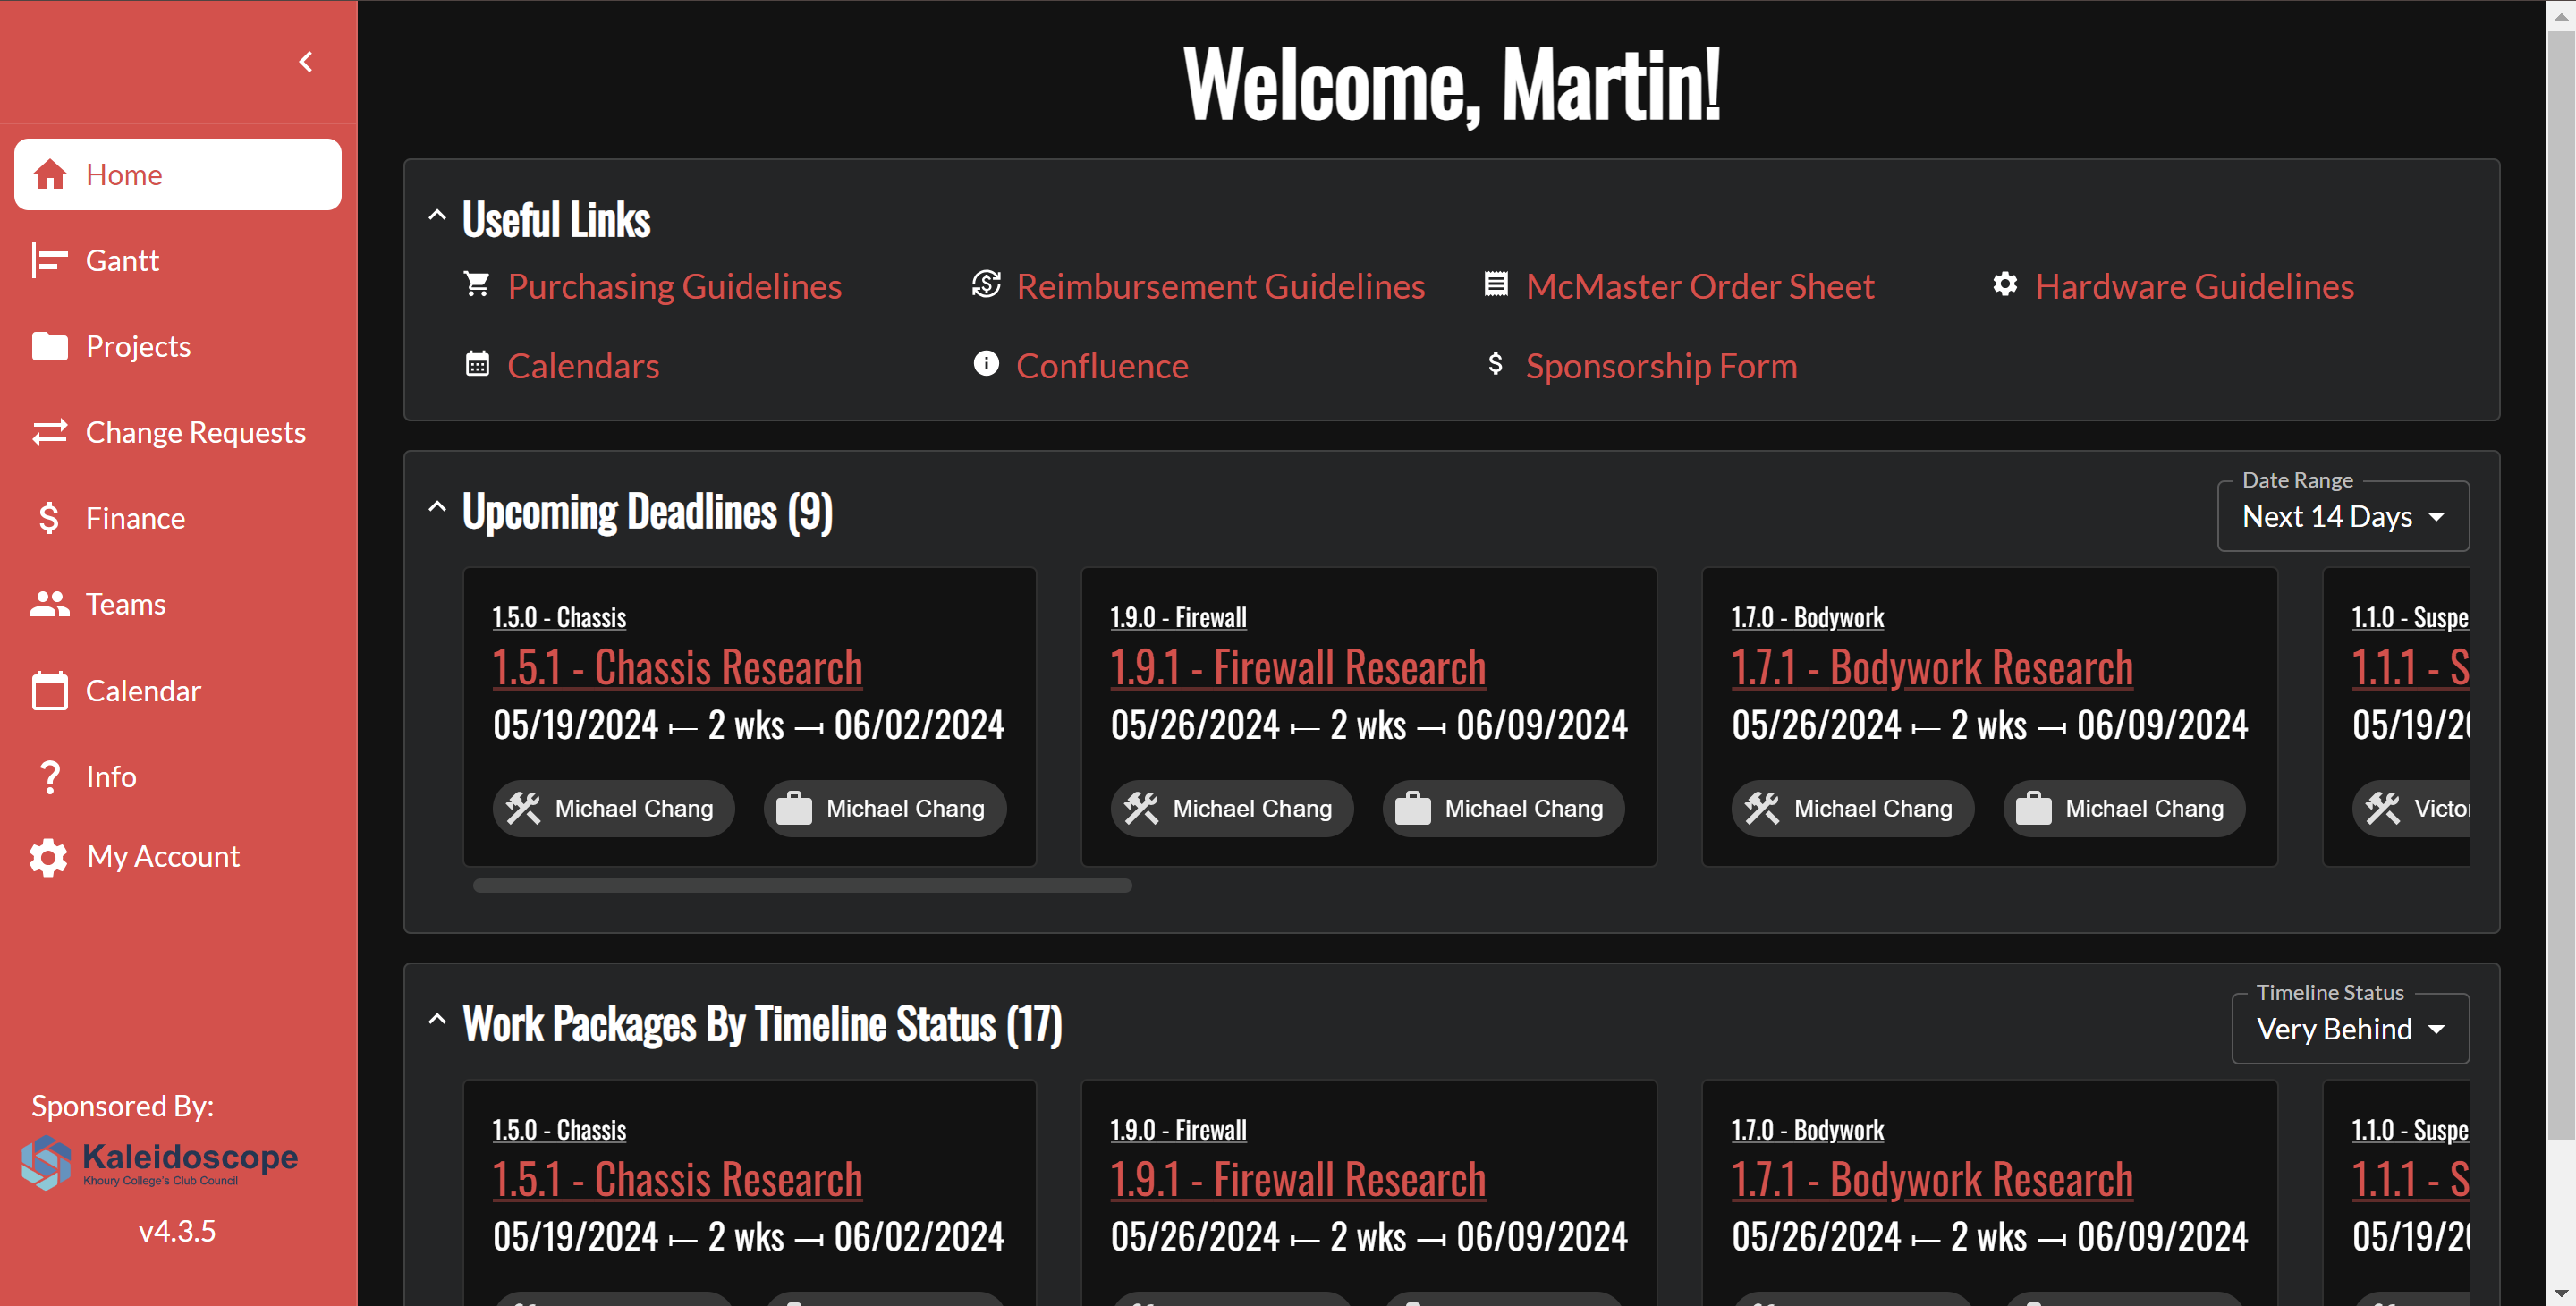 Welcome, Martin!
Home
Gantt
Projects
Change Requests
Finance
Teams
Calendar
Info
My Account
Sponsored By:
Kaleidoscope
Khoury College's Club Council
v4.3.5
Useful Links
Purchasing Guidelines
Reimbursement Guidelines
McMaster Order Sheet
Hardware Guidelines
Calendars
Confluence
Sponsorship Form
Upcoming Deadlines (9)
Date Range
Next 14 Days
1.5.0 - Chassis
1.5.1 - Chassis Research
05/19/2024 ⟝ 2 wks ⟞ 06/02/2024
Michael Chang
Michael Chang
1.9.0 - Firewall
1.9.1 - Firewall Research
05/26/2024 ⟝ 2 wks ⟞ 06/09/2024
Michael Chang
Michael Chang
1.7.0 - Bodywork
1.7.1 - Bodywork Research
05/26/2024 ⟝ 2 wks ⟞ 06/09/2024
Michael Chang
Michael Chang
1.1.0 - Suspe
1.1.1 - S
05/19/20
Victor
Work Packages By Timeline Status (17)
Timeline Status
Very Behind
1.5.0 - Chassis
1.5.1 - Chassis Research
05/19/2024 ⟝ 2 wks ⟞ 06/02/2024
1.9.0 - Firewall
1.9.1 - Firewall Research
05/26/2024 ⟝ 2 wks ⟞ 06/09/2024
1.7.0 - Bodywork
1.7.1 - Bodywork Research
05/26/2024 ⟝ 2 wks ⟞ 06/09/2024
1.1.0 - Suspe
1.1.1 - S
05/19/20